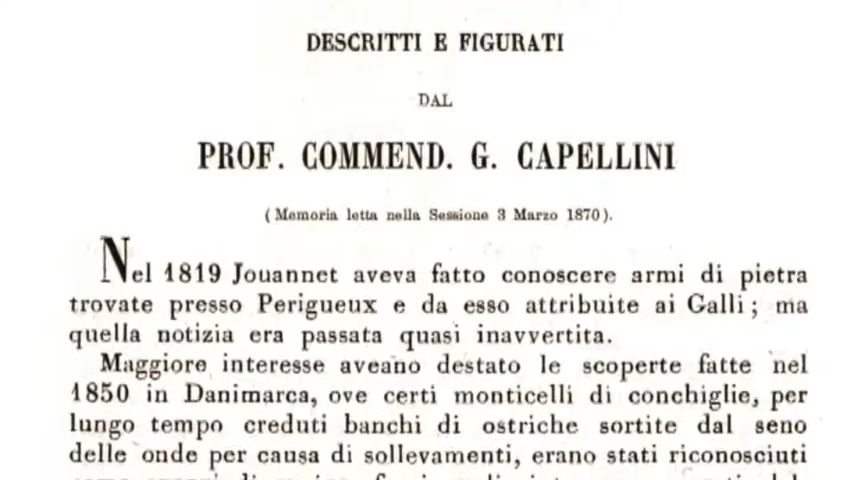 DESCRITTI E FIGURATI
DAL
PROF. COMMEND. G. CAPELLINI
( Memoria letta nella Sessione 3 Marzo 1870).
Nel 1819 Jouannet aveva fatto conoscere armi di pietra
trovate presso Perigueux e da esso attribuite ai Galli; ma
quella notizia era passata quasi inavvertita.
Maggiore interesse aveano destato le scoperte fatte nel
1850 in Danimarca, ove certi monticelli di conchiglie, per
lungo tempo creduti banchi di ostriche sortite dal seno
delle onde per causa di sollevamenti, erano stati riconosciuti